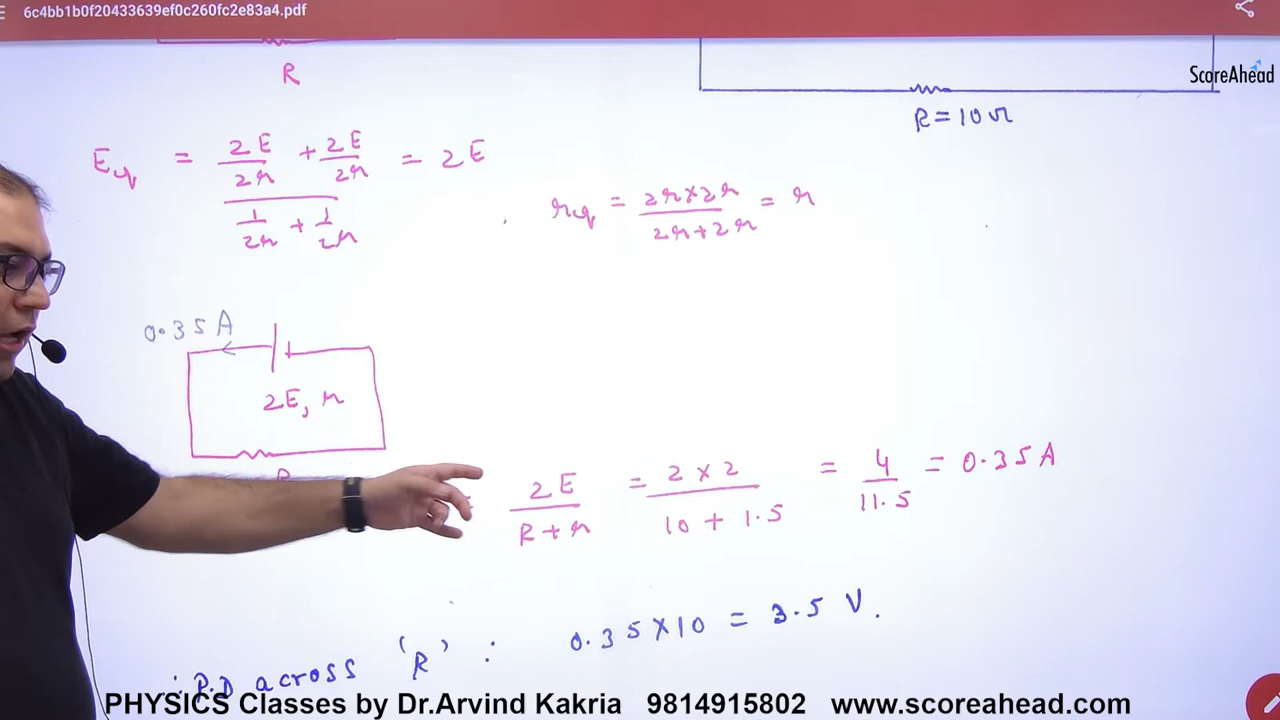 6c4bb1b0f20433639ef0c260fc2e83a4.pdf
ScoreAhead
R
R = 10 Ω
Eeq = (2E/2r + 2E/2r) / (1/2r + 1/2r) = 2E
req = (2r × 2r) / (2r + 2r) = r
0.35 A
2E, r
2E / (R + r) = (2 × 2) / (10 + 1.5) = 4 / 11.5 = 0.35 A
∴ P.D across 'R' : 0.35 × 10 = 3.5 V.
PHYSICS Classes by Dr.Arvind Kakria 9814915802 www.scoreahead.com